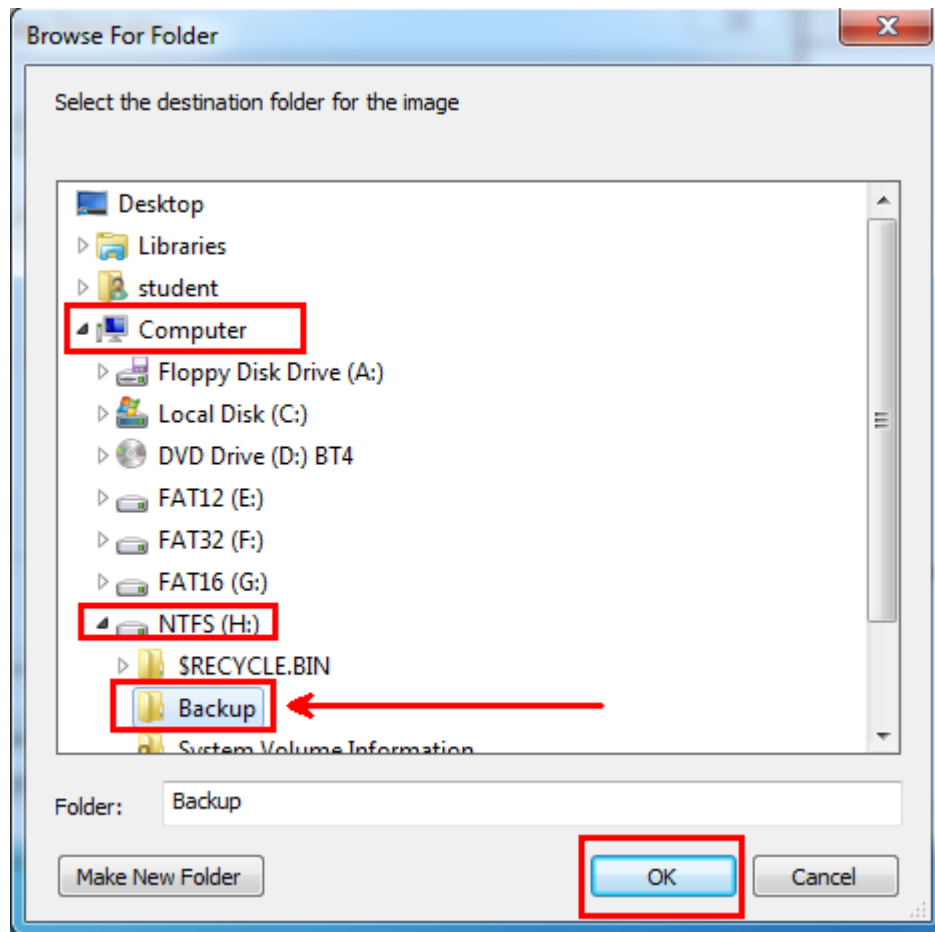 Browse For Folder
Select the destination folder for the image
Desktop
Libraries
student
Computer
Floppy Disk Drive (A:)
Local Disk (C:)
DVD Drive (D:) BT4
FAT12 (E:)
FAT32 (F:)
FAT16 (G:)
NTFS (H:)
$RECYCLE.BIN
Backup
System Volume Information
Folder: Backup
Make New Folder OK Cancel